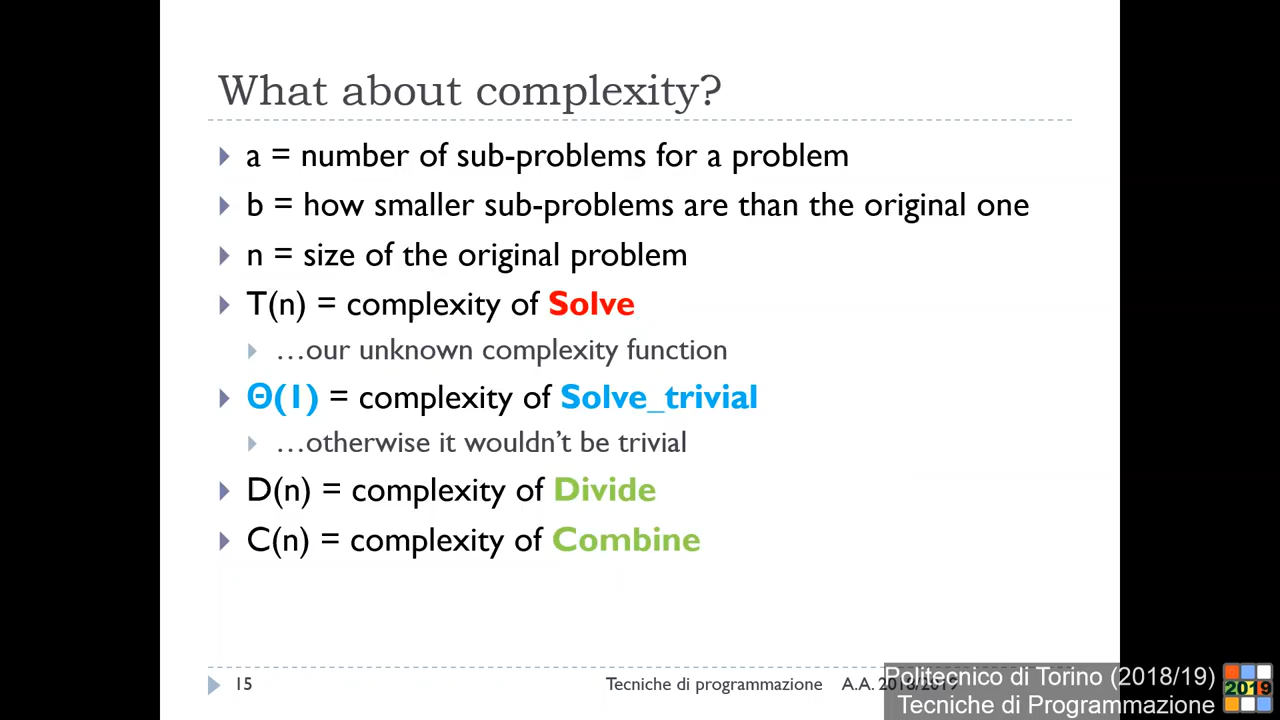 What about complexity?
a = number of sub-problems for a problem
b = how smaller sub-problems are than the original one
n = size of the original problem
T(n) = complexity of Solve
…our unknown complexity function
Θ(1) = complexity of Solve_trivial
…otherwise it wouldn't be trivial
D(n) = complexity of Divide
C(n) = complexity of Combine
15 Tecniche di programmazione A.A. 2018/2019
Politecnico di Torino (2018/19)
Tecniche di Programmazione
2019